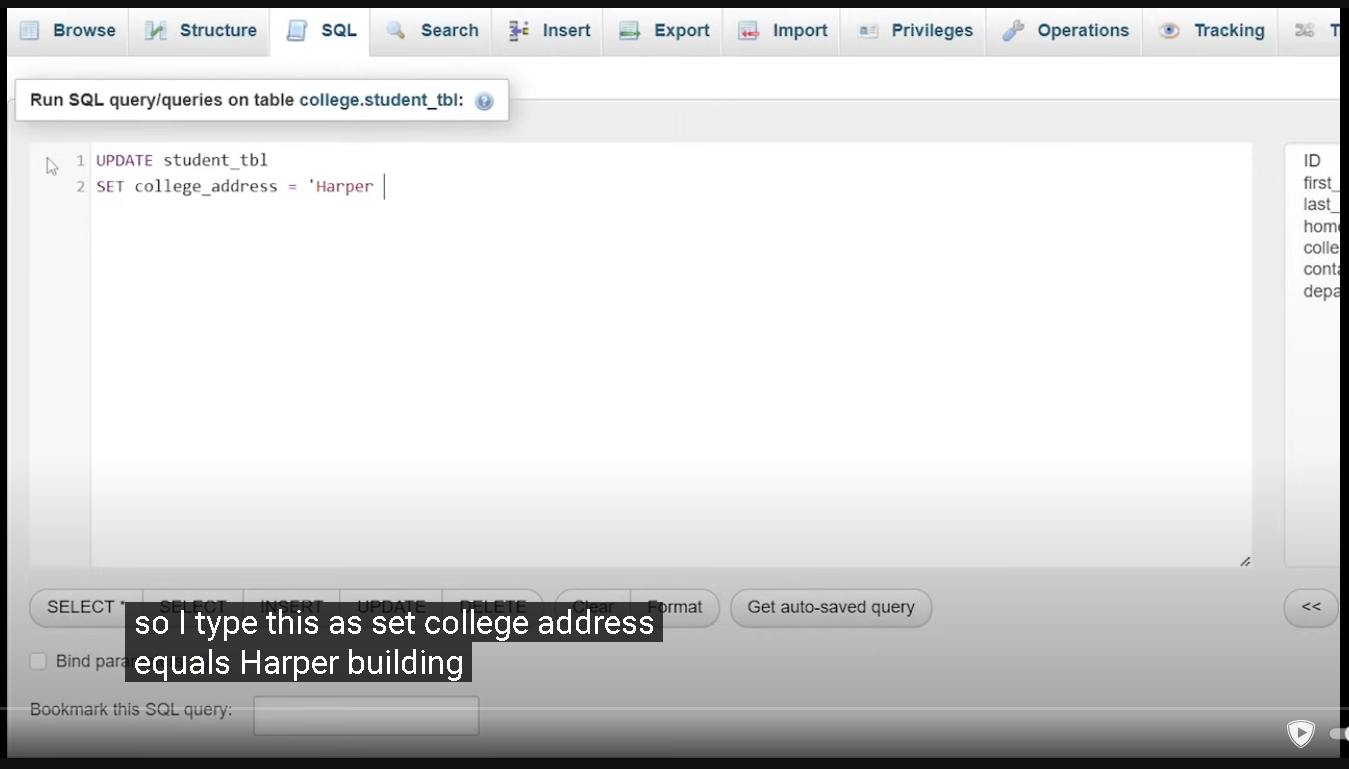 Browse Structure SQL Search Insert Export Import Privileges Operations Tracking T
Run SQL query/queries on table college.student_tbl:
1 UPDATE student_tbl
2 SET college_address = 'Harper
ID
first_
last_
home
colle
conta
depa
SELECT * SELECT INSERT UPDATE DELETE Clear Format Get auto-saved query <<
so I type this as set college address
equals Harper building
Bind para
Bookmark this SQL query: